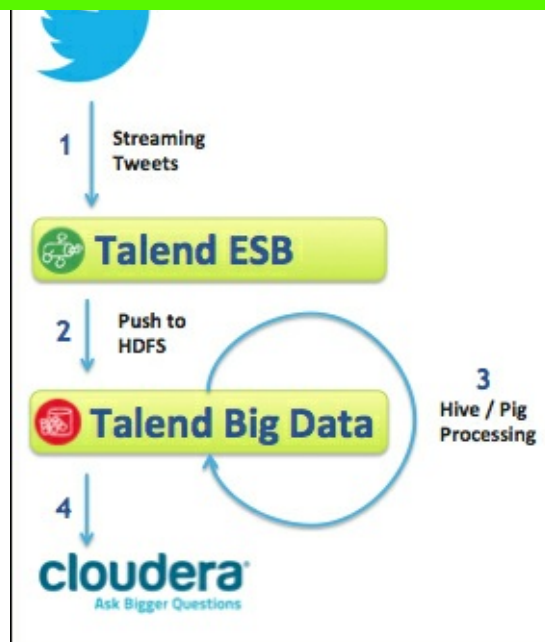 1
Streaming
Tweets
Talend ESB
2
Push to
HDFS
3
Hive / Pig
Processing
Talend Big Data
4
cloudera®
Ask Bigger Questions